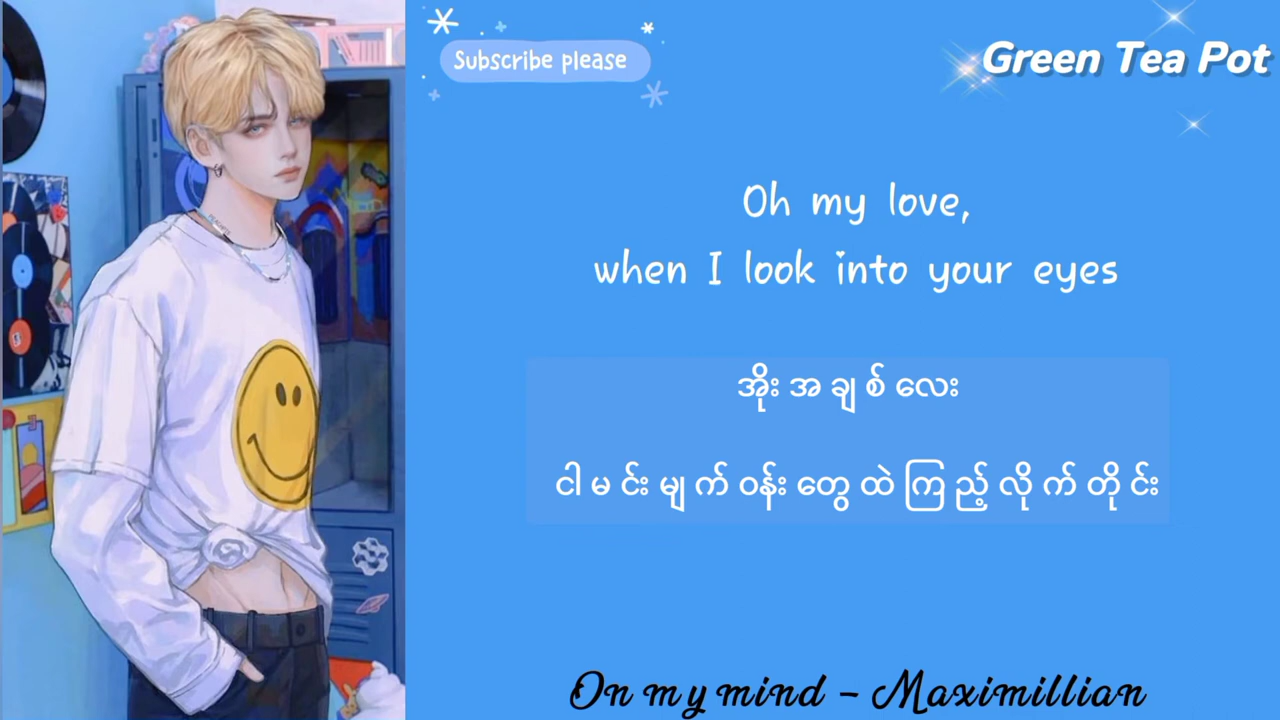 Subscribe please
Green Tea Pot
Oh my love,
when I look into your eyes
အိုး အ ချ စ် လေး
ငါ မ င်း မျ က် ဝန်း တွေ ထဲ ကြ ည့် လို က် တို င်း
On my mind - Maximillian